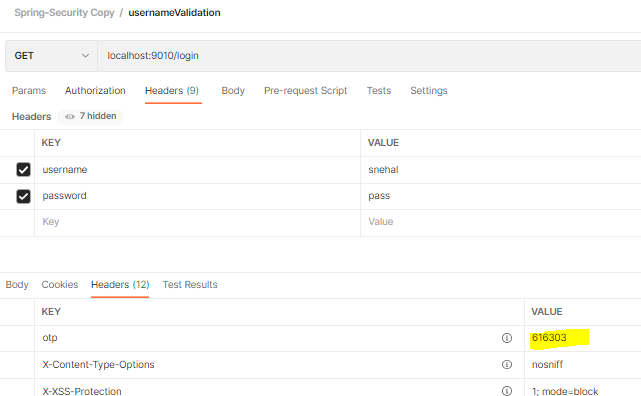 Spring-Security Copy / usernameValidation
GET localhost:9010/login
Params Authorization Headers (9) Body Pre-request Script Tests Settings
Headers 7 hidden
KEY VALUE
username snehal
password pass
Key Value
Body Cookies Headers (12) Test Results
KEY VALUE
otp 616303
X-Content-Type-Options nosniff
X-XSS-Protection 1; mode=block